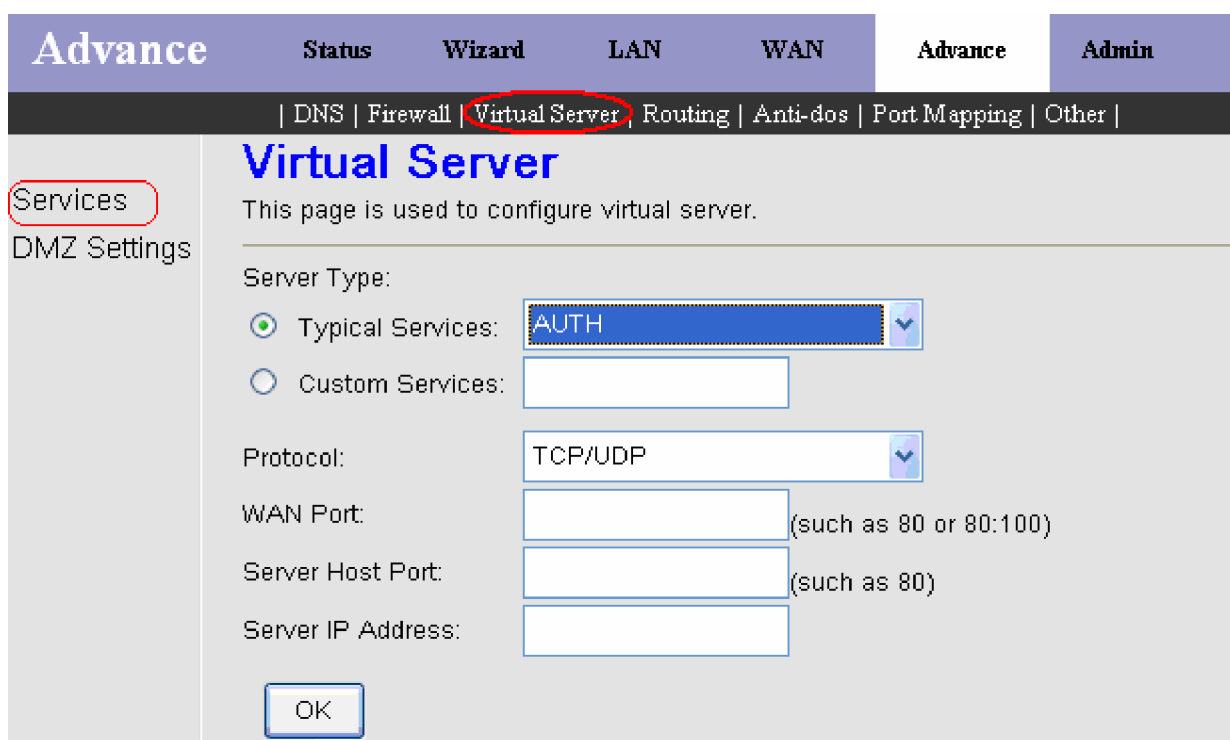 Advance Status Wizard LAN WAN Advance Admin
| DNS | Firewall | Virtual Server | Routing | Anti-dos | Port Mapping | Other |
Services
DMZ Settings
Virtual Server
This page is used to configure virtual server.
Server Type:
Typical Services: AUTH
Custom Services:
Protocol: TCP/UDP
WAN Port: (such as 80 or 80:100)
Server Host Port: (such as 80)
Server IP Address:
OK